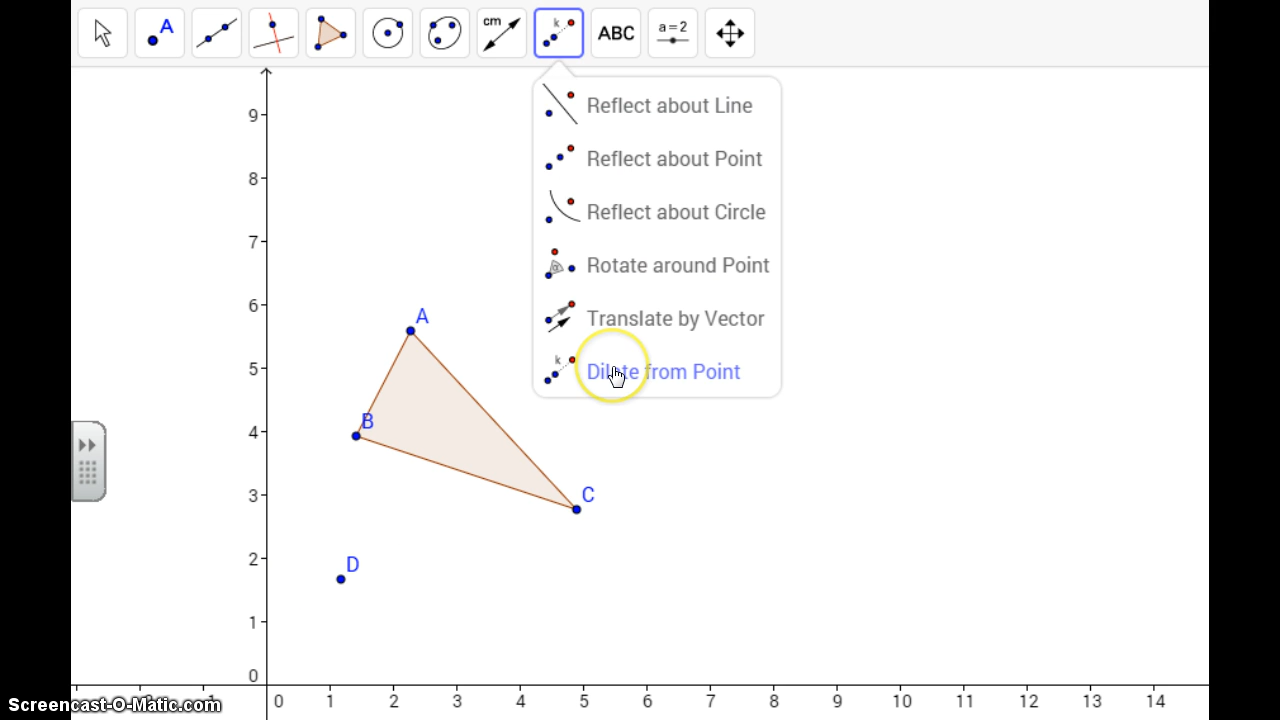 A cm k ABC a = 2
Reflect about Line
Reflect about Point
Reflect about Circle
Rotate around Point
Translate by Vector
k Dilate from Point
9
8
7
6
5
4
3
2
1
0
A
B
C
D
0 1 2 3 4 5 6 7 8 9 10 11 12 13 14
Screencast-O-Matic.com